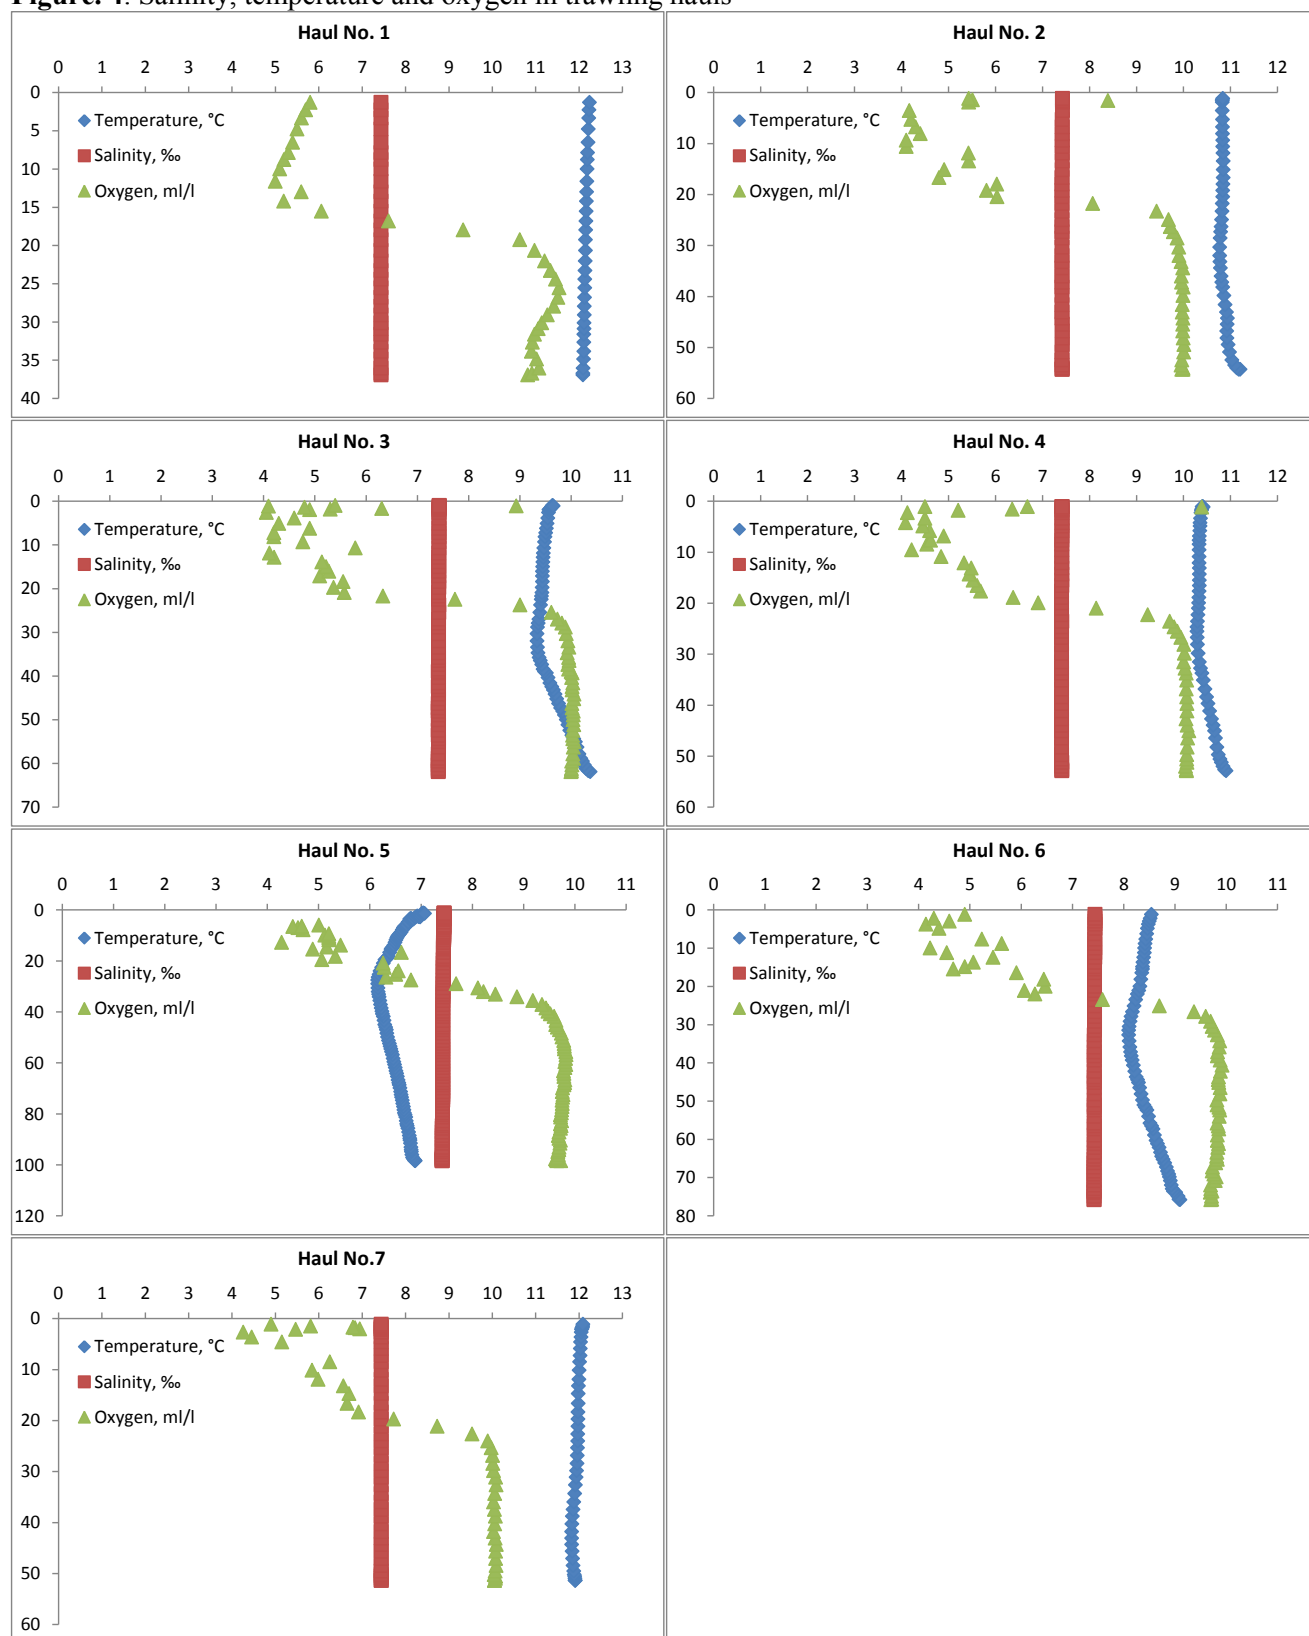 Figure. 4. Salinity, temperature and oxygen in trawling hauls
Haul No. 1
0 1 2 3 4 5 6 7 8 9 10 11 12 13
0
5
10
15
20
25
30
35
40
Temperature, °C
Salinity, ‰
Oxygen, ml/l
Haul No. 2
0 1 2 3 4 5 6 7 8 9 10 11 12
0
10
20
30
40
50
60
Temperature, °C
Salinity, ‰
Oxygen, ml/l
Haul No. 3
0 1 2 3 4 5 6 7 8 9 10 11
0
10
20
30
40
50
60
70
Temperature, °C
Salinity, ‰
Oxygen, ml/l
Haul No. 4
0 1 2 3 4 5 6 7 8 9 10 11 12
0
10
20
30
40
50
60
Temperature, °C
Salinity, ‰
Oxygen, ml/l
Haul No. 5
0 1 2 3 4 5 6 7 8 9 10 11
0
20
40
60
80
100
120
Temperature, °C
Salinity, ‰
Oxygen, ml/l
Haul No. 6
0 1 2 3 4 5 6 7 8 9 10 11
0
10
20
30
40
50
60
70
80
Temperature, °C
Salinity, ‰
Oxygen, ml/l
Haul No.7
0 1 2 3 4 5 6 7 8 9 10 11 12 13
0
10
20
30
40
50
60
Temperature, °C
Salinity, ‰
Oxygen, ml/l